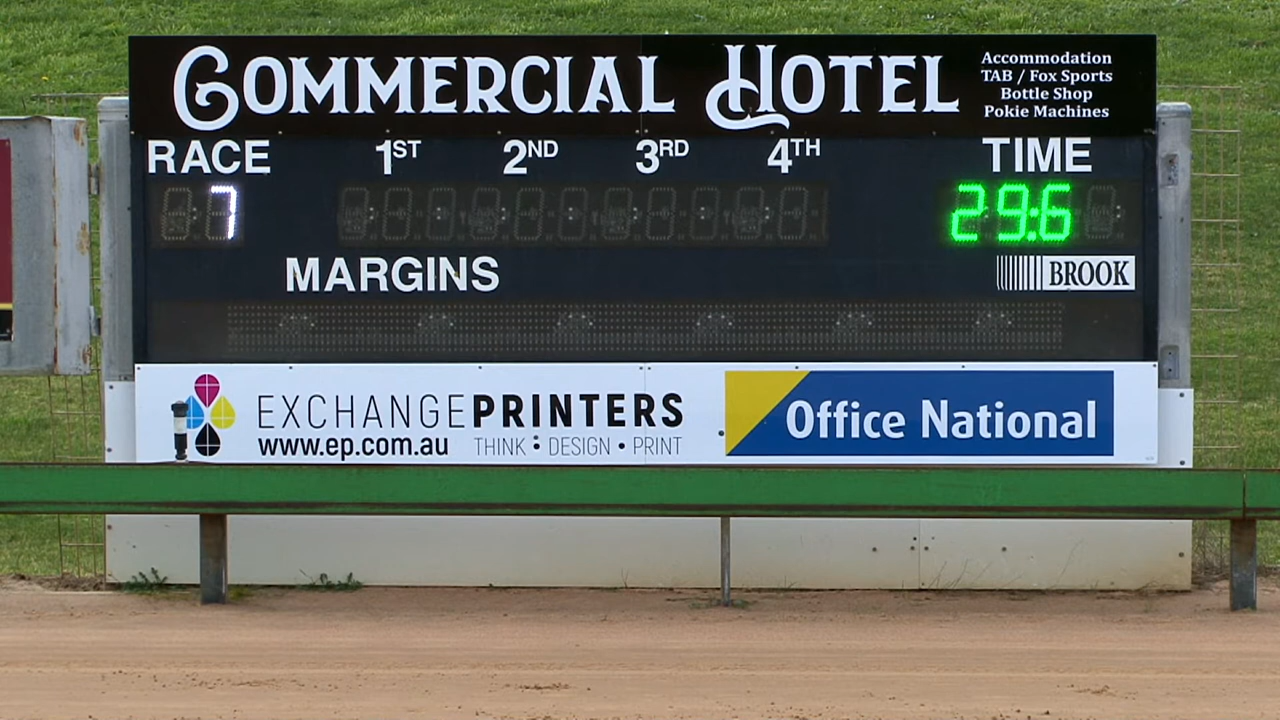 COMMERCIAL HOTEL
Accommodation
TAB / Fox Sports
Bottle Shop
Pokie Machines
RACE 1ST 2ND 3RD 4TH TIME
7 29:6
MARGINS
BROOK
EXCHANGEPRINTERS
www.ep.com.au THINK : DESIGN • PRINT
Office National